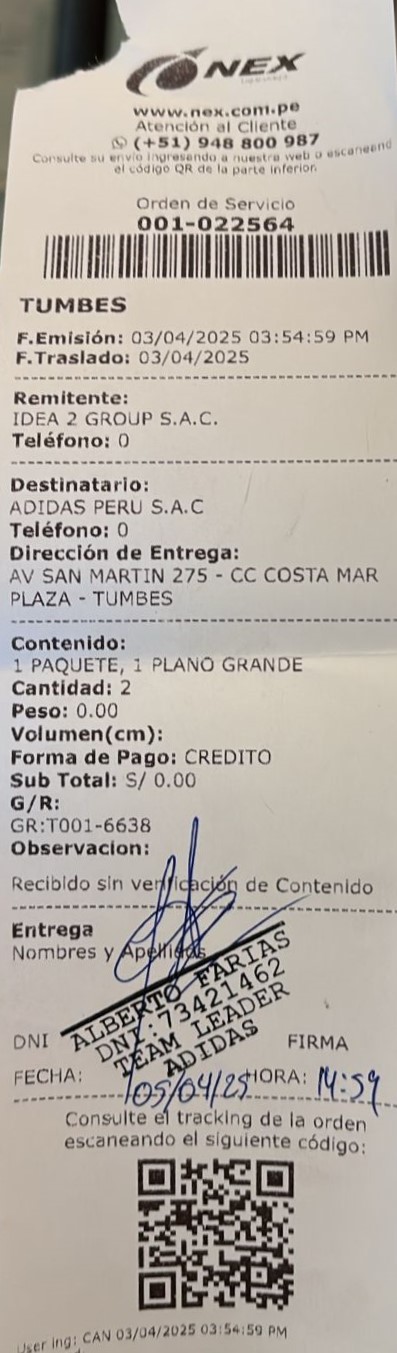 NEX
www.nex.com.pe
Atención al Cliente
(+51) 948 800 987
Consulte su envío ingresando a nuestra web o escaneand
el código QR de la parte inferior.
Orden de Servicio
001-022564
TUMBES
F.Emisión: 03/04/2025 03:54:59 PM
F.Traslado: 03/04/2025
Remitente:
IDEA 2 GROUP S.A.C.
Teléfono: 0
Destinatario:
ADIDAS PERU S.A.C
Teléfono: 0
Dirección de Entrega:
AV SAN MARTIN 275 - CC COSTA MAR
PLAZA - TUMBES
Contenido:
1 PAQUETE, 1 PLANO GRANDE
Cantidad: 2
Peso: 0.00
Volumen(cm):
Forma de Pago: CREDITO
Sub Total: S/ 0.00
G/R:
GR:T001-6638
Observacion:
Recibido sin verificación de Contenido
Entrega
Nombres y Apellidos
ALBERTO FARIAS
DNI:73421462
TEAM LEADER
ADIDAS
DNI FIRMA
FECHA: 05/04/25 HORA: 14:59
Consulte el tracking de la orden
escaneando el siguiente código:
User ing: CAN 03/04/2025 03:54:59 PM